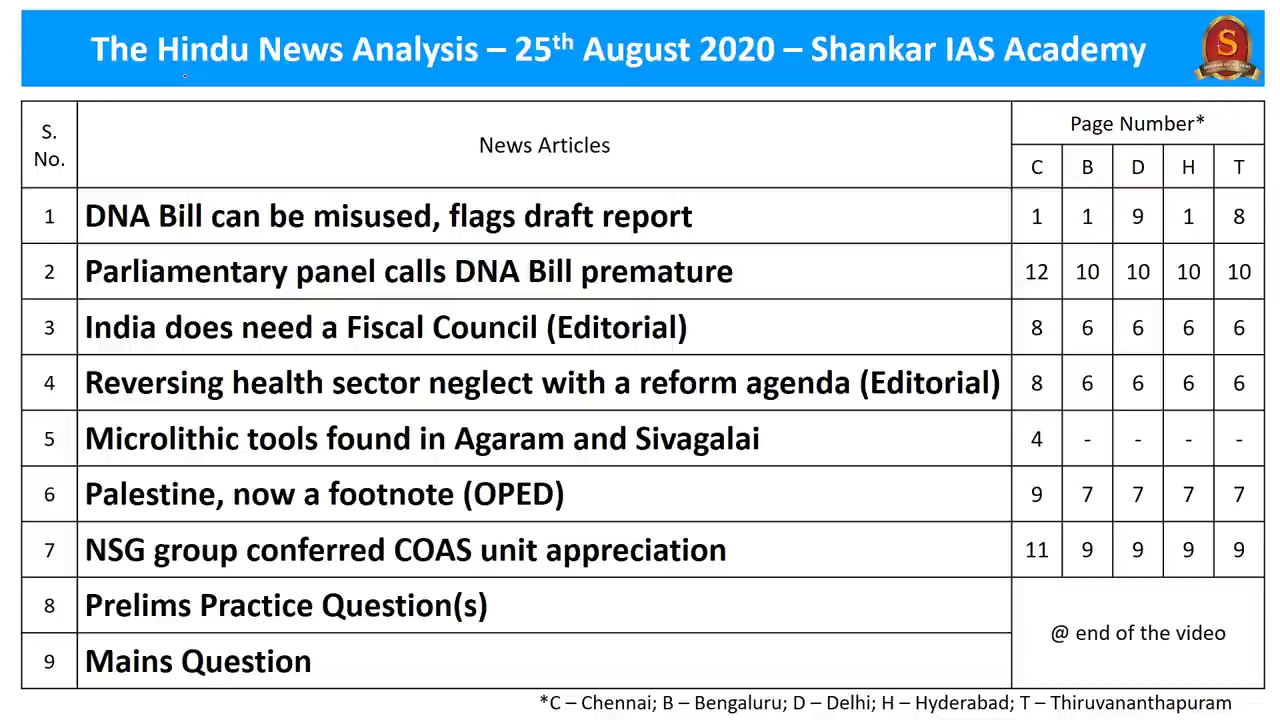 The Hindu News Analysis – 25th August 2020 – Shankar IAS Academy
S
S. No.
News Articles
Page Number*
C B D H T
1 DNA Bill can be misused, flags draft report 1 1 9 1 8
2 Parliamentary panel calls DNA Bill premature 12 10 10 10 10
3 India does need a Fiscal Council (Editorial) 8 6 6 6 6
4 Reversing health sector neglect with a reform agenda (Editorial) 8 6 6 6 6
5 Microlithic tools found in Agaram and Sivagalai 4 - - - -
6 Palestine, now a footnote (OPED) 9 7 7 7 7
7 NSG group conferred COAS unit appreciation 11 9 9 9 9
8 Prelims Practice Question(s)
@ end of the video
9 Mains Question
*C – Chennai; B – Bengaluru; D – Delhi; H – Hyderabad; T – Thiruvananthapuram